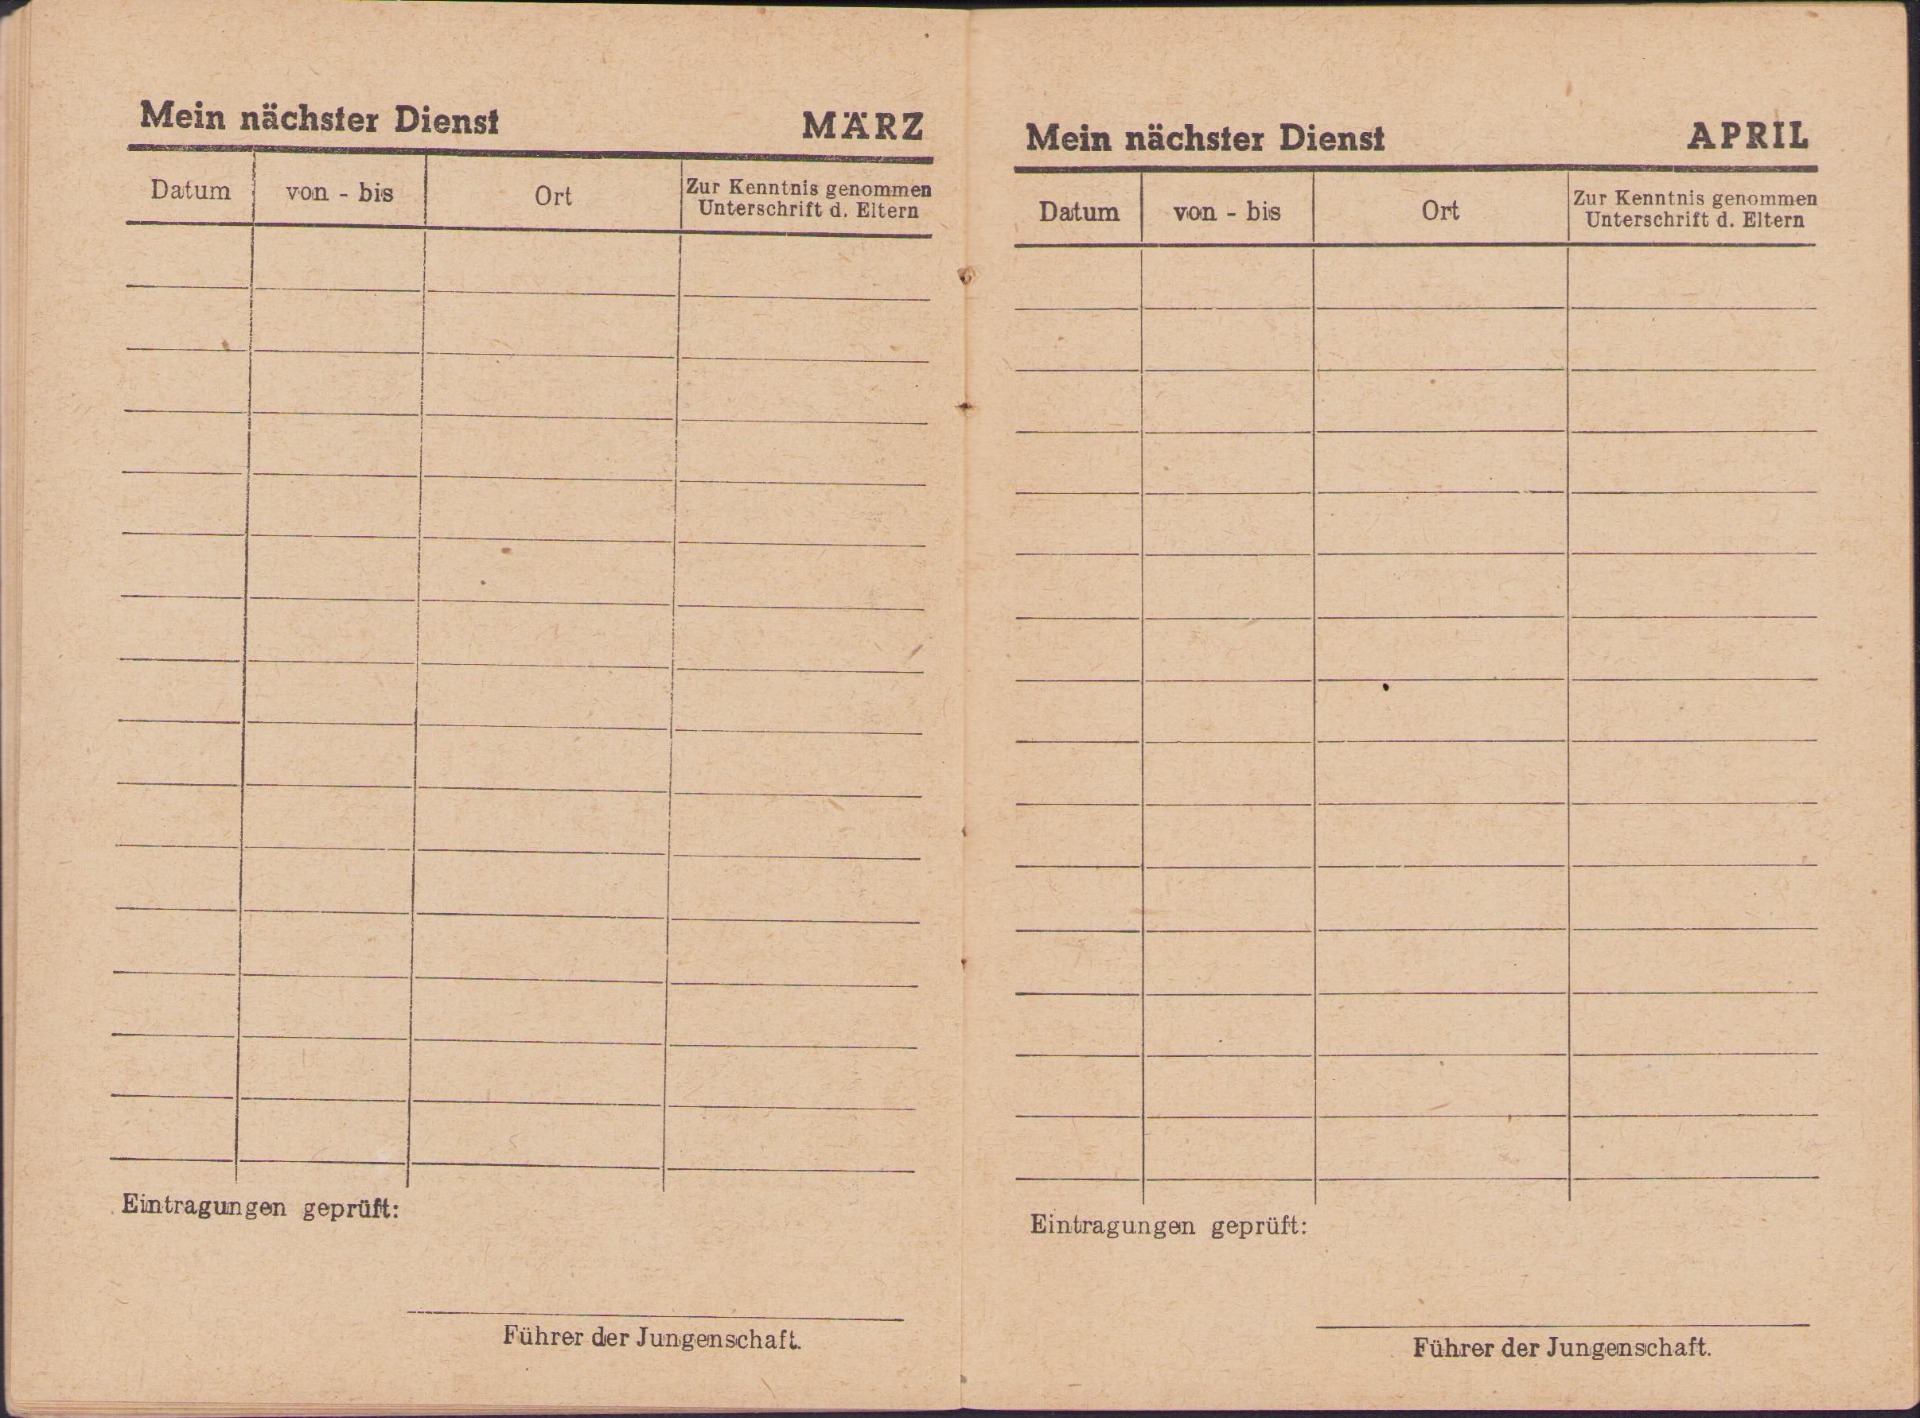 Mein nächster Dienst MÄRZ
Datum von - bis Ort Zur Kenntnis genommen
Unterschrift d. Eltern
Eintragungen geprüft:
Führer der Jungenschaft.
Mein nächster Dienst APRIL
Datum von - bis Ort Zur Kenntnis genommen
Unterschrift d. Eltern
Eintragungen geprüft:
Führer der Jungenschaft.